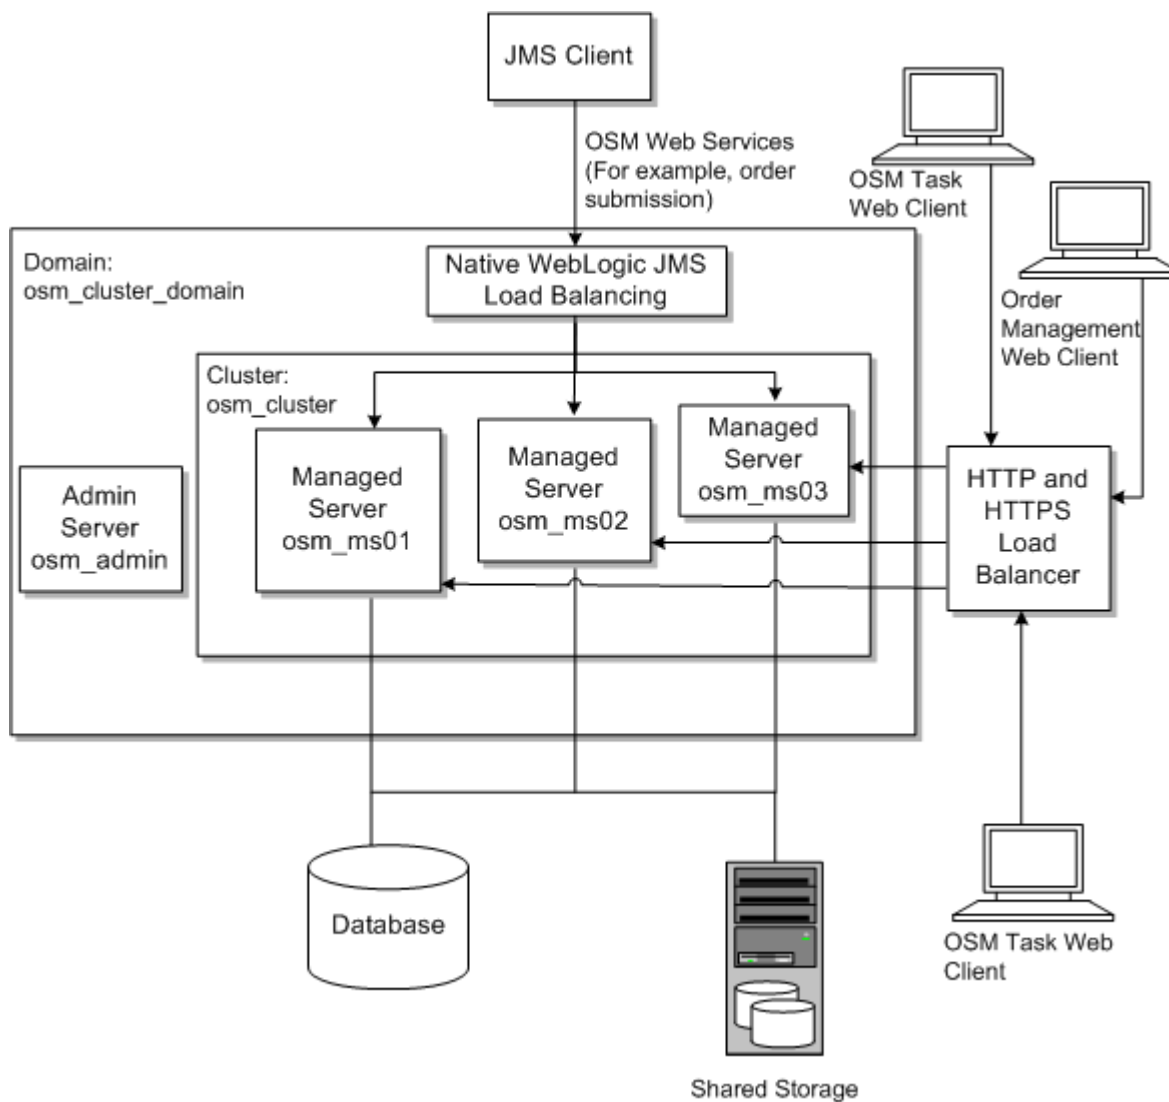 JMS Client
OSM Web Services
(For example, order
submission)
OSM Task
Web Client
Order
Management
Web Client
Domain:
osm_cluster_domain
Native WebLogic JMS
Load Balancing
Cluster:
osm_cluster
Admin
Server
osm_admin
Managed
Server
osm_ms01
Managed
Server
osm_ms02
Managed
Server
osm_ms03
HTTP and
HTTPS
Load
Balancer
Database
OSM Task Web
Client
Shared Storage